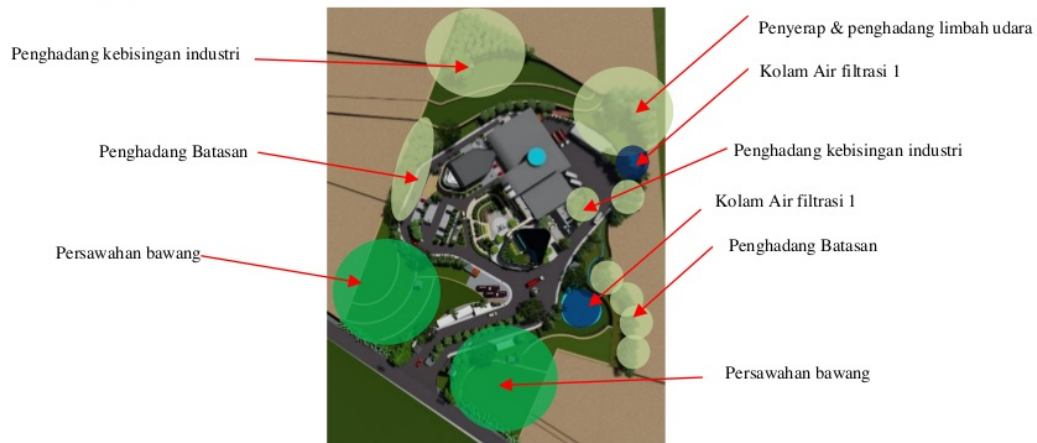 Penyerap & penghadang limbah udara
Penghadang kebisingan industri
Kolam Air filtrasi 1
Penghadang Batasan
Penghadang kebisingan industri
Kolam Air filtrasi 1
Persawahan bawang
Penghadang Batasan
Persawahan bawang